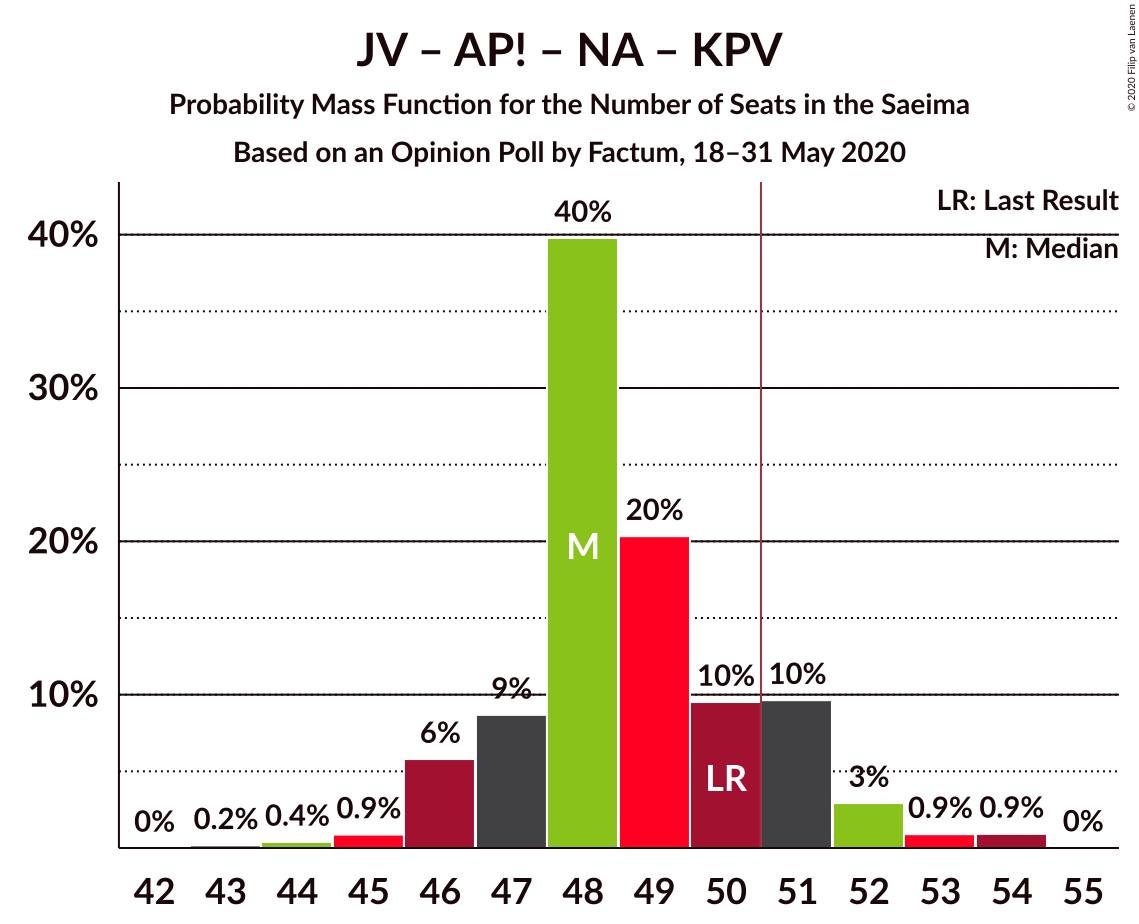 JV – AP! – NA – KPV
Probability Mass Function for the Number of Seats in the Saeima
Based on an Opinion Poll by Factum, 18–31 May 2020
© 2020 Filip van Laenen
LR: Last Result
M: Median
40%
30%
20%
10%
0% 0.2% 0.4% 0.9% 6% 9% 40% 20% 10% 10% 3% 0.9% 0.9% 0%
M
LR
42 43 44 45 46 47 48 49 50 51 52 53 54 55